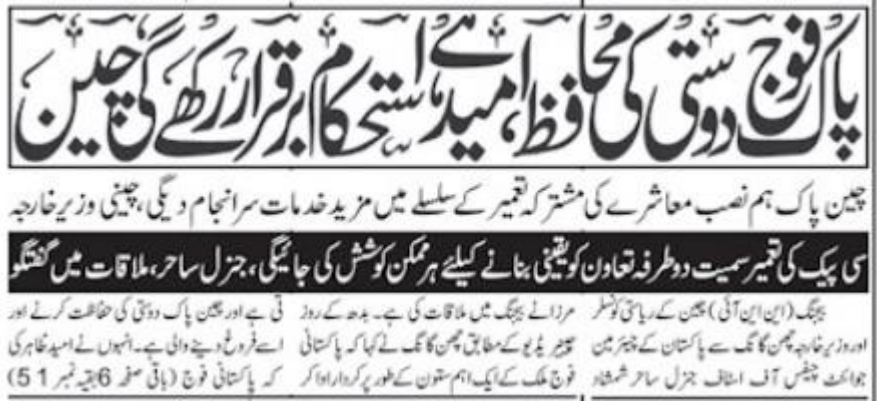 پاک فوج دوستی کی محافظ، امید ہے استحکام برقرار رکھے گی، چین
چین پاک ہم نصب معاشرے کی مشترکہ تعمیر کے سلسلے میں مزید خدمات سرانجام دیگی، چینی وزیر خارجہ
سی پیک کی تعمیر سمیت دو طرفہ تعاون کو یقینی بنانے کیلئے ہر ممکن کوشش کی جائیگی، جنرل ساحر، ملاقات میں گفتگو
بیجنگ (این این آئی) چین کے ریاستی کونسلر
اور وزیر خارجہ چھن گانگ سے پاکستان کے چیئرمین
جوائنٹ چیفس آف اسٹاف جنرل ساحر شمشاد
مرزا نے بیجنگ میں ملاقات کی ہے۔ بدھ کے روز
چینی ریڈیو کے مطابق چھن گانگ نے کہا کہ پاکستانی
فوج ملک کے ایک اہم ستون کے طور پر کردار ادا کر
تی ہے اور چین پاک دوستی کی حفاظت کرنے اور
اسے فروغ دینے والی ہے۔ انہوں نے امید ظاہر کی
کہ پاکستانی فوج (باقی صفحہ 6 بقیہ نمبر 51)